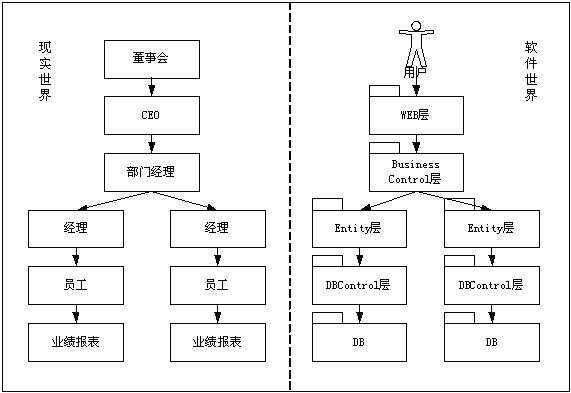 现实世界
董事会
CEO
部门经理
经理
经理
员工
员工
业绩报表
业绩报表
软件世界
用户
WEB层
Business
Control层
Entity层
Entity层
DBControl层
DBControl层
DB
DB